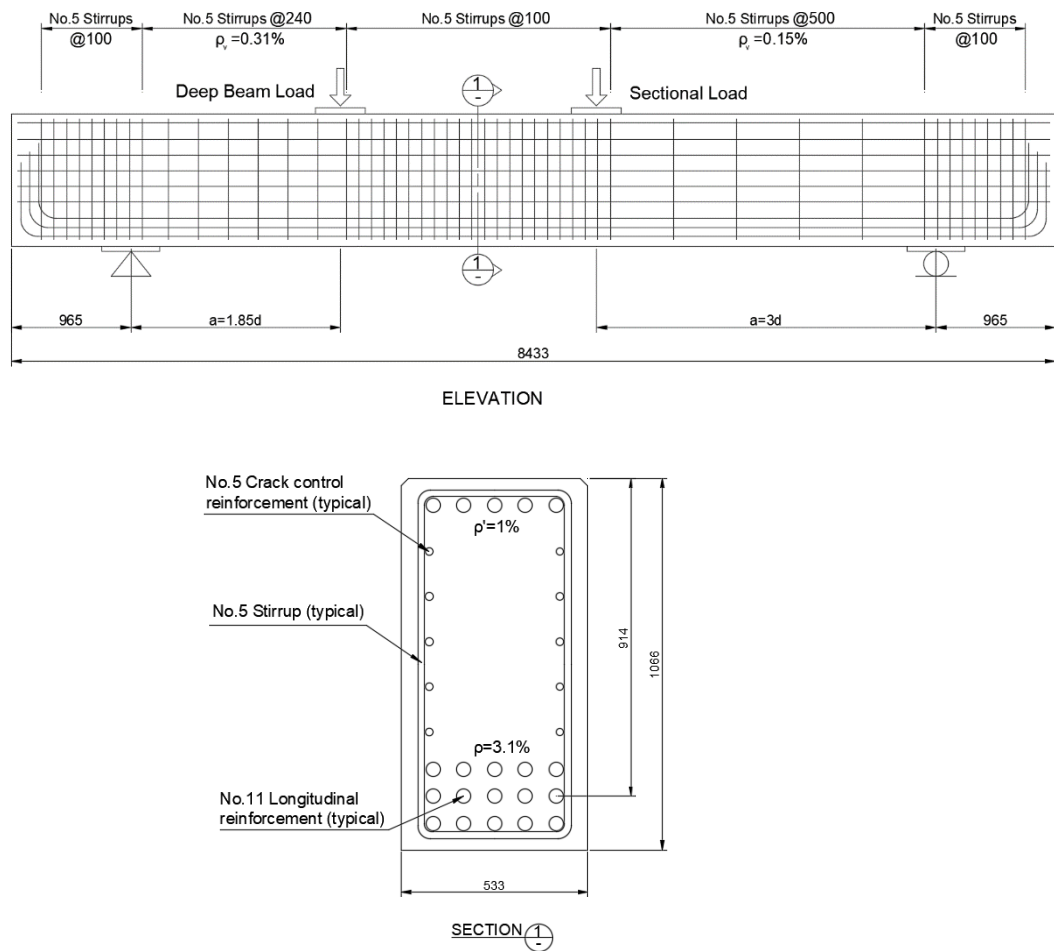 No.5 Stirrups
@100
No.5 Stirrups @240
ρᵥ =0.31%
No.5 Stirrups @100
No.5 Stirrups @500
ρᵥ =0.15%
No.5 Stirrups
@100
Deep Beam Load
1
-
Sectional Load
1
-
965
a=1.85d
a=3d
965
8433
ELEVATION
No.5 Crack control
reinforcement (typical)
ρ'=1%
No.5 Stirrup (typical)
914
1066
ρ=3.1%
No.11 Longitudinal
reinforcement (typical)
533
SECTION 1
-